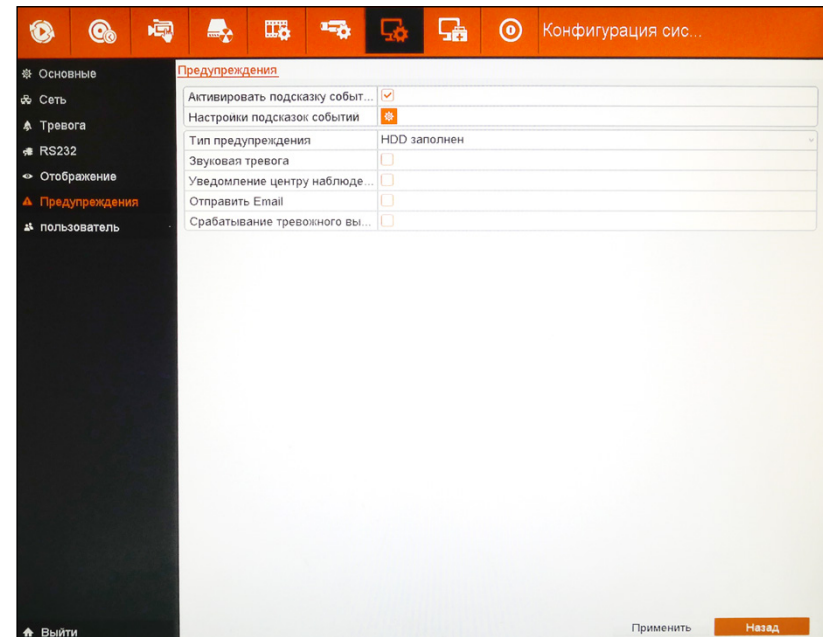 Конфигурация сис...
Основные
Сеть
Тревога
RS232
Отображение
Предупреждения
пользователь
Выйти
Предупреждения
Активировать подсказку событ...
Настройки подсказок событии
Тип предупреждения HDD заполнен
Звуковая тревога
Уведомление центру наблюде...
Отправить Email
Срабатывание тревожного вы...
Применить Назад